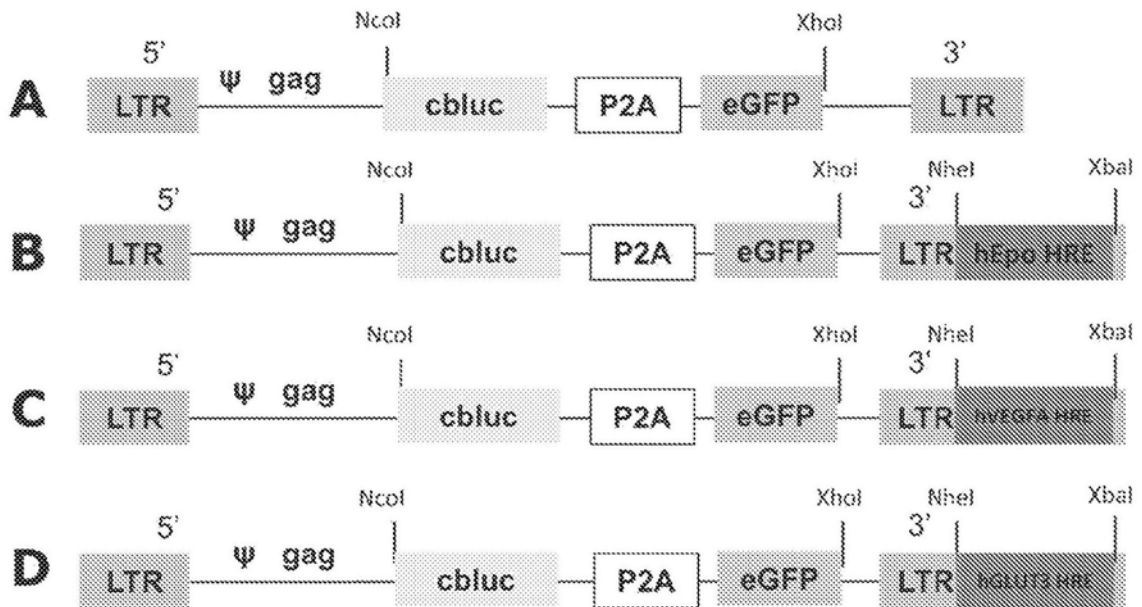 NcoI XhoI
5' 3'
A LTR Ψ gag cbluc P2A eGFP LTR
NcoI XhoI NheI XbaI
5' 3'
B LTR Ψ gag cbluc P2A eGFP LTR hEpo HRE
NcoI XhoI NheI XbaI
5' 3'
C LTR Ψ gag cbluc P2A eGFP LTR hVEGFA HRE
NcoI XhoI NheI XbaI
5' 3'
D LTR Ψ gag cbluc P2A eGFP LTR hGLUT3 HRE